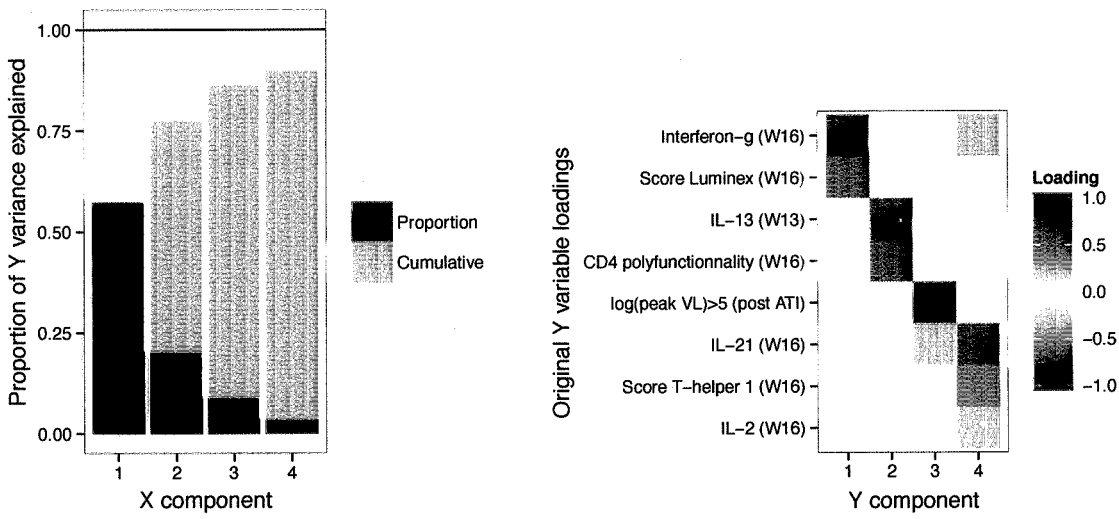 Proportion of Y variance explained
1.00
0.75
0.50
0.25
0.00
1
2
3
4
X component
Proportion
Cumulative
Original Y variable loadings
Interferon-g (W16)
Score Luminex (W16)
IL-13 (W13)
CD4 polyfunctionnality (W16)
log(peak VL)>5 (post ATI)
IL-21 (W16)
Score T-helper 1 (W16)
IL-2 (W16)
1
2
3
4
Y component
Loading
1.0
0.5
0.0
-0.5
-1.0